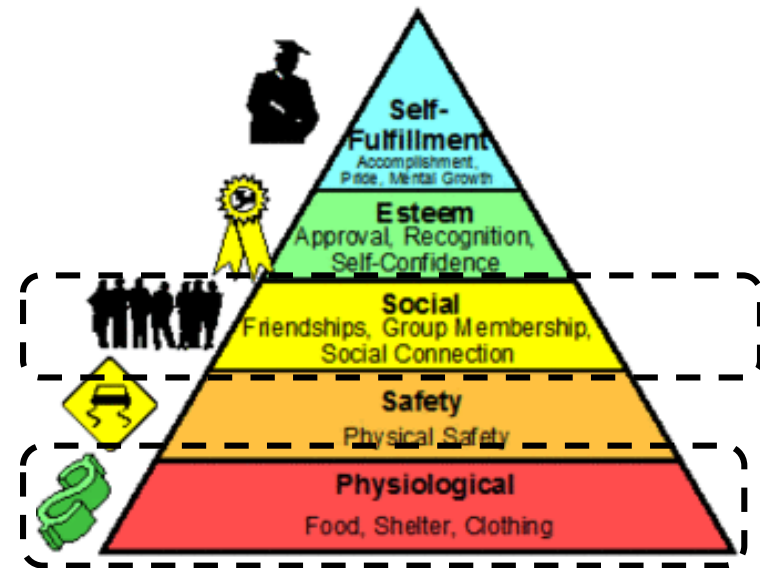 Self-
Fulfillment
Accomplishment,
Pride, Mental Growth
Esteem
Approval, Recognition,
Self-Confidence
Social
Friendships, Group Membership,
Social Connection
Safety
Physical Safety
Physiological
Food, Shelter, Clothing